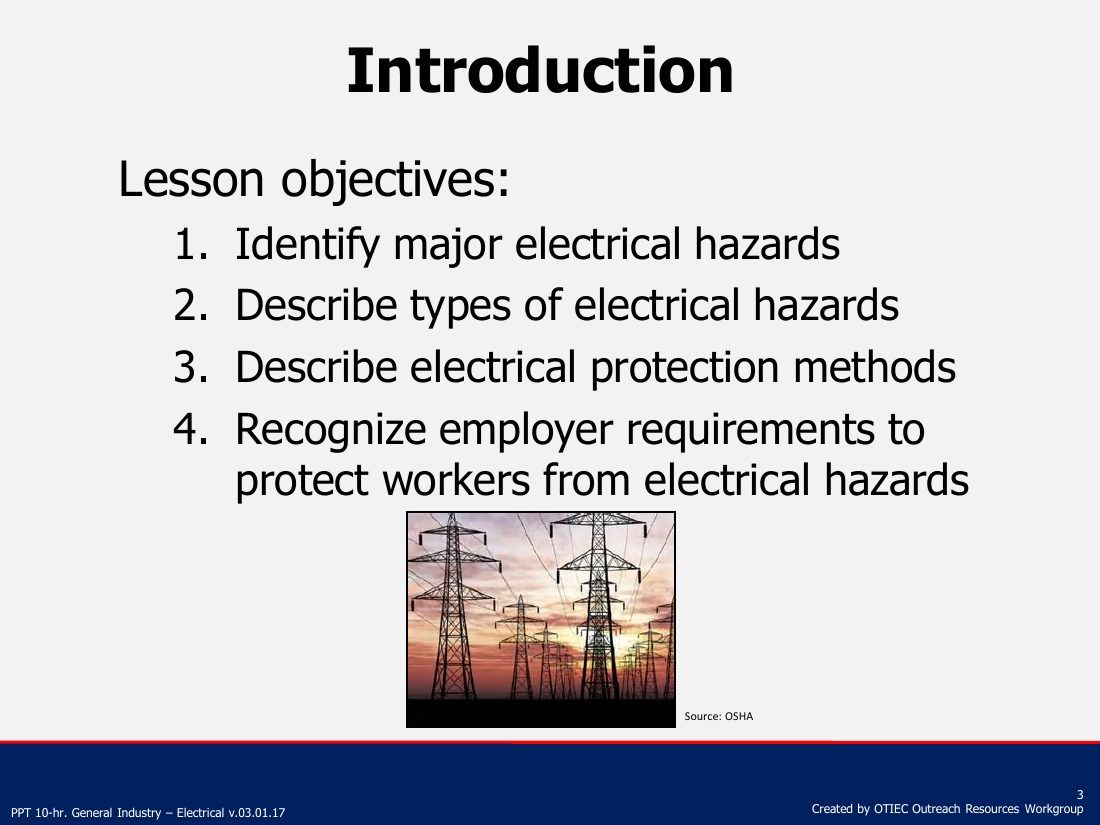 Introduction
Lesson objectives:
1. Identify major electrical hazards
2. Describe types of electrical hazards
3. Describe electrical protection methods
4. Recognize employer requirements to
protect workers from electrical hazards
Source: OSHA
3
PPT 10-hr. General Industry – Electrical v.03.01.17
Created by OTIEC Outreach Resources Workgroup